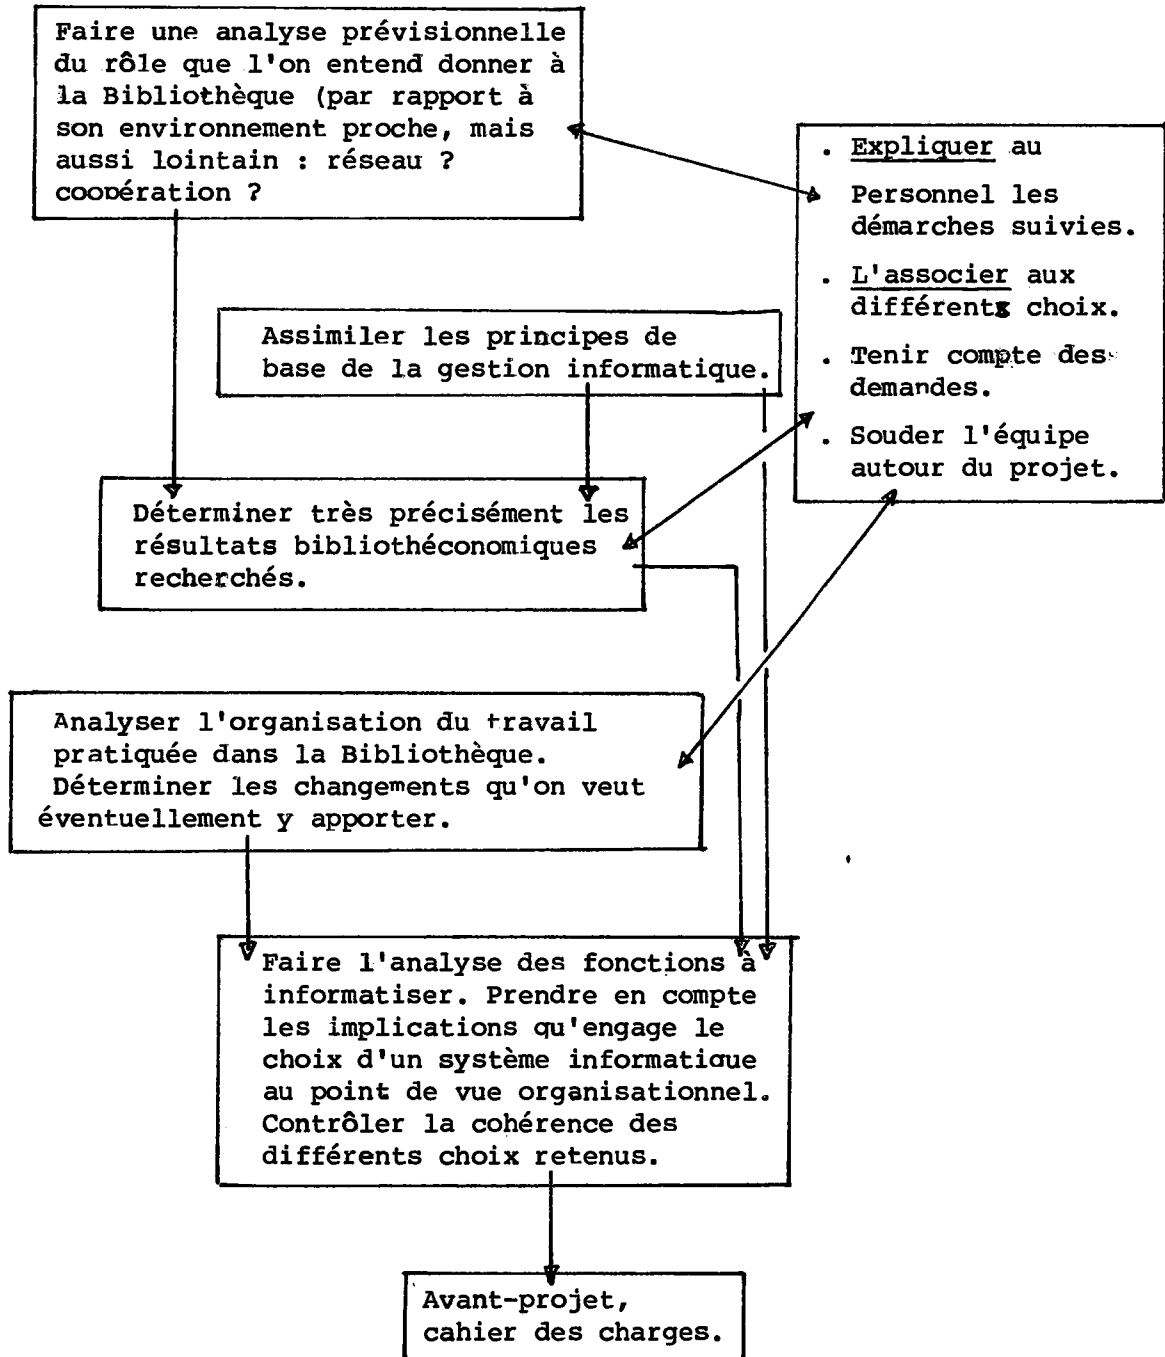 Faire une analyse prévisionnelle
du rôle que l'on entend donner à
la Bibliothèque (par rapport à
son environnement proche, mais
aussi lointain : réseau ?
coopération ?
. Expliquer au
Personnel les
démarches suivies.
. L'associer aux
différents choix.
. Tenir compte des
demandes.
. Souder l'équipe
autour du projet.
Assimiler les principes de
base de la gestion informatique.
Déterminer très précisément les
résultats bibliothéconomiques
recherchés.
Analyser l'organisation du travail
pratiquée dans la Bibliothèque.
Déterminer les changements qu'on veut
éventuellement y apporter.
Faire l'analyse des fonctions à
informatiser. Prendre en compte
les implications qu'engage le
choix d'un système informatique
au point de vue organisationnel.
Contrôler la cohérence des
différents choix retenus.
Avant-projet,
cahier des charges.